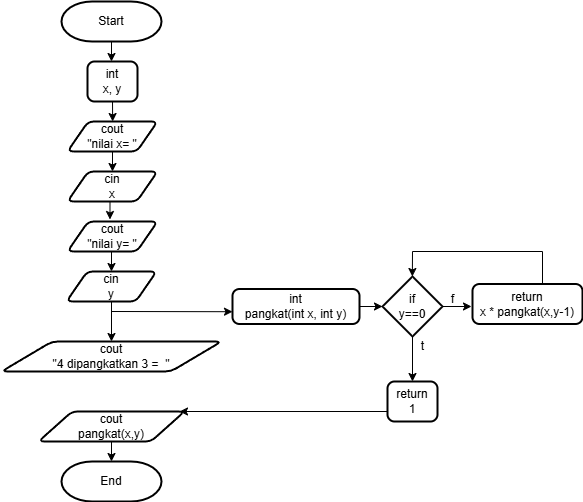 Start
int
x, y
cout
"nilai x= "
cin
x
cout
"nilai y= "
cin
y
int
pangkat(int x, int y)
if
y==0
f
return
x * pangkat(x,y-1)
t
cout
"4 dipangkatkan 3 =  "
return
1
cout
pangkat(x,y)
End